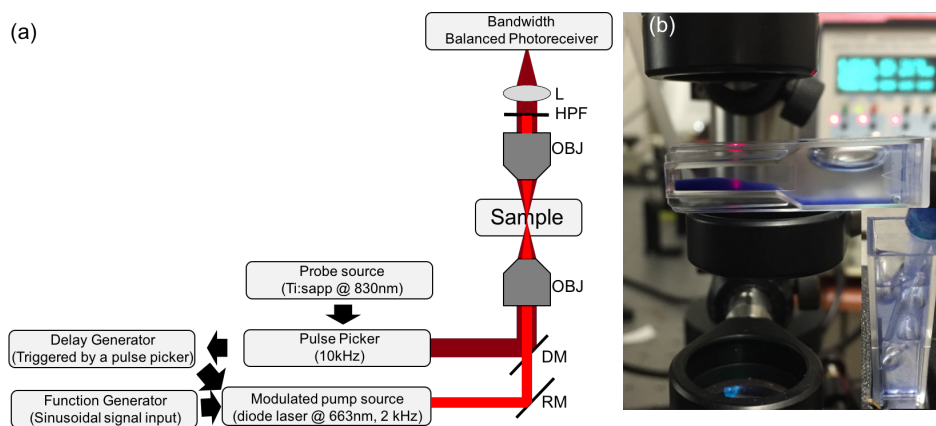 (a)
Bandwidth
Balanced Photoreceiver
L
HPF
OBJ
Sample
OBJ
Probe source
(Ti:sapp @ 830nm)
Delay Generator
(Triggered by a pulse picker)
Pulse Picker
(10kHz)
DM
Function Generator
(Sinusoidal signal input)
Modulated pump source
(diode laser @ 663nm, 2 kHz)
RM
(b)